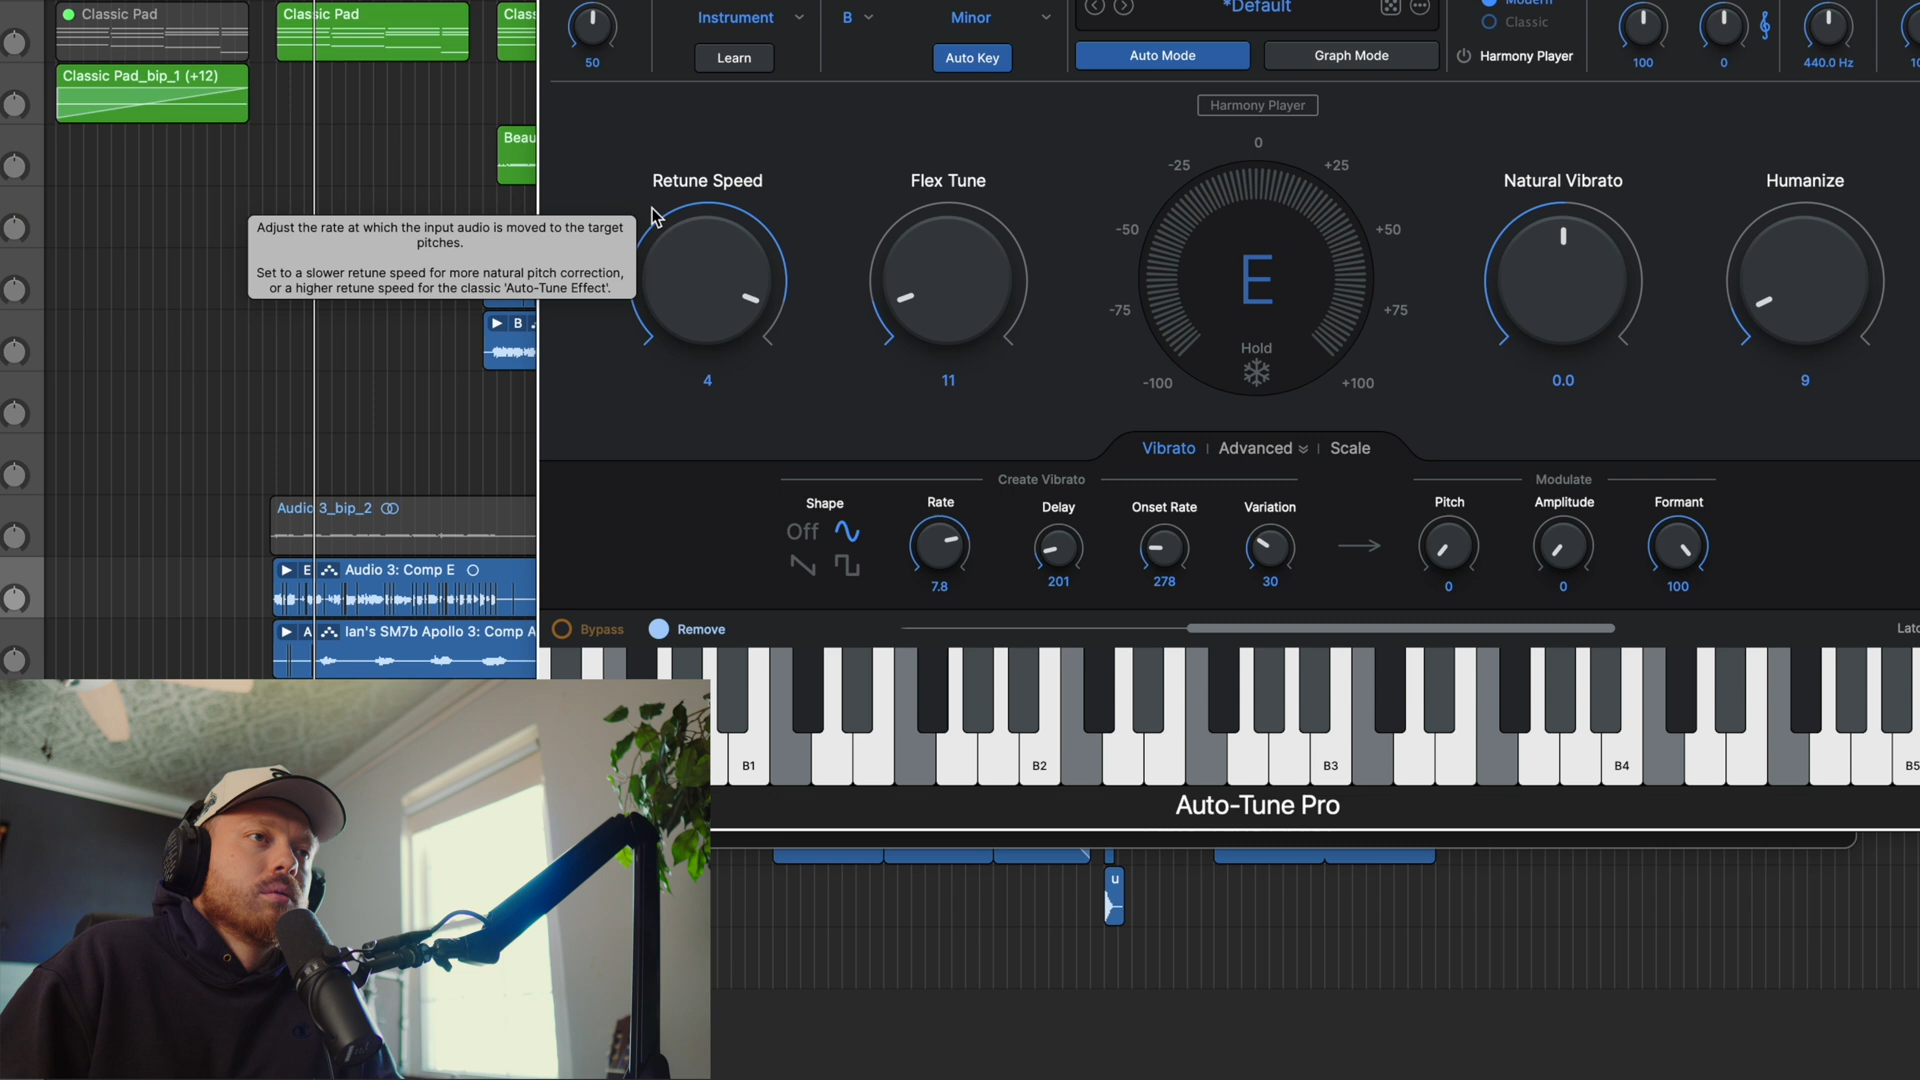 Classic Pad
Classic Pad
Clas
Classic Pad_bip_1 (+12)
Beau
50
Instrument
Learn
B
Minor
Auto Key
*Default
Auto Mode
Graph Mode
Modern
Classic
Harmony Player
100
0
440.0 Hz
10
Harmony Player
Retune Speed
4
Flex Tune
11
0
-25
+25
-50
+50
-75
+75
-100
+100
E
Hold
Natural Vibrato
0.0
Humanize
9
Adjust the rate at which the input audio is moved to the target
pitches.
Set to a slower retune speed for more natural pitch correction,
or a higher retune speed for the classic 'Auto-Tune Effect'.
B
Vibrato
Advanced
Scale
Create Vibrato
Shape
Off
Rate
7.8
Delay
201
Onset Rate
278
Variation
30
Modulate
Pitch
0
Amplitude
0
Formant
100
Audio 3_bip_2
E
Audio 3: Comp E
A
Ian's SM7b Apollo 3: Comp A
Bypass
Remove
Latc
B1
B2
B3
B4
B5
Auto-Tune Pro
u